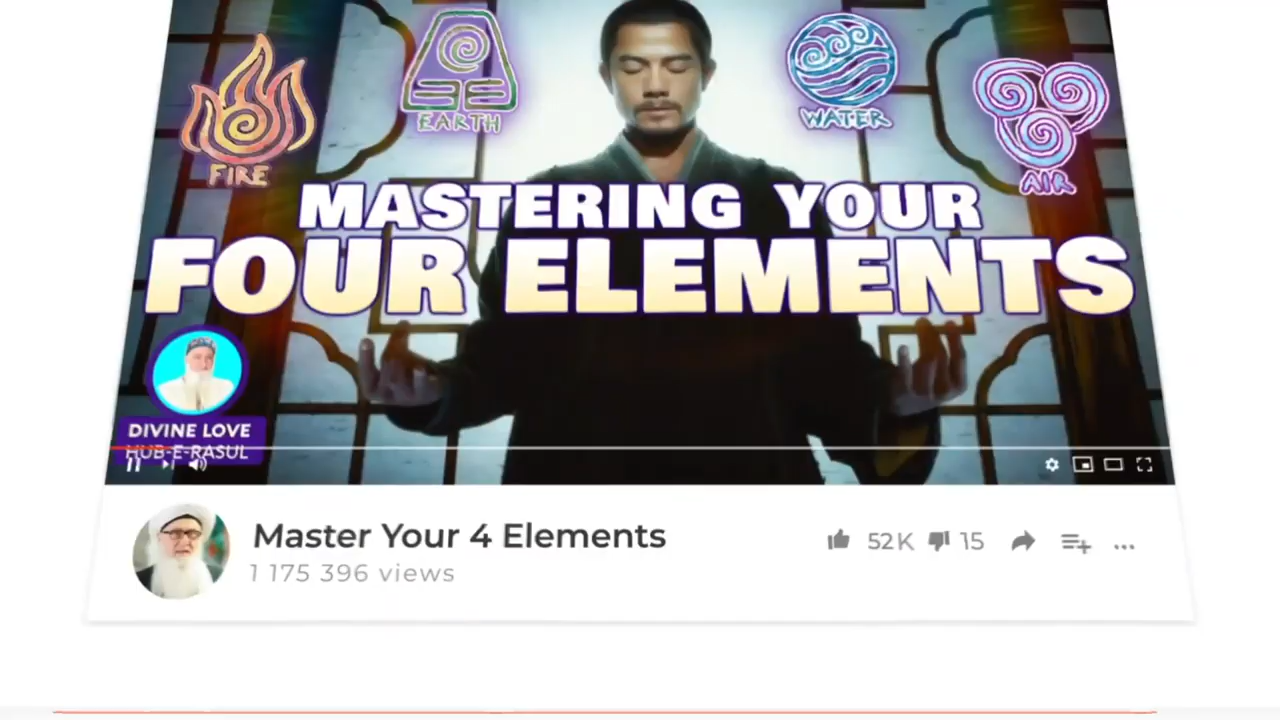 FIRE
EARTH
WATER
AIR
MASTERING YOUR
FOUR ELEMENTS
DIVINE LOVE
HUB-E-RASUL
Master Your 4 Elements
52K
15
1 175 396 views